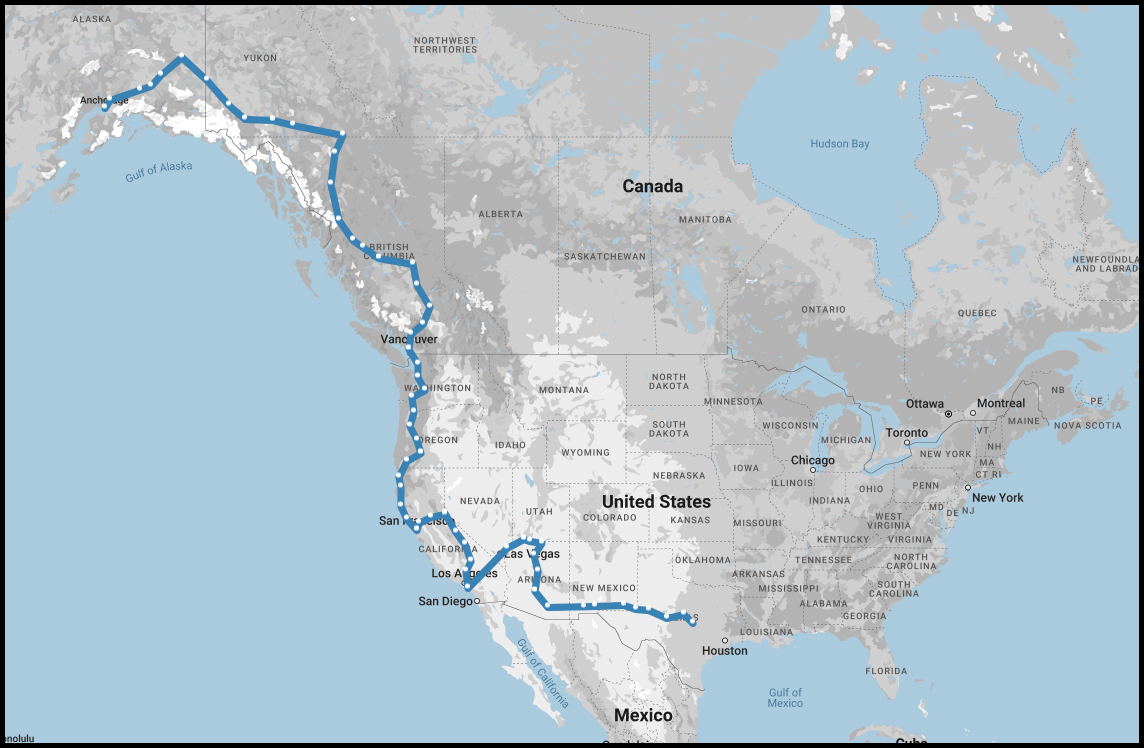 ALASKA
YUKON
NORTHWEST
TERRITORIES
Anchorage
Gulf of Alaska
Hudson Bay
Canada
ALBERTA
MANITOBA
BRITISH
COLUMBIA
SASKATCHEWAN
NEWFOUNDLA
AND LABRAD
ONTARIO
QUEBEC
Vancouver
WASHINGTON
MONTANA
NORTH
DAKOTA
MINNESOTA
Ottawa
Montreal
NB
PE
MAINE
NOVA SCOTIA
OREGON
IDAHO
SOUTH
DAKOTA
WISCONSIN
MICHIGAN
Toronto
VT
NH
WYOMING
NEW YORK
MA
CT RI
Chicago
IOWA
NEBRASKA
ILLINOIS
OHIO
PENN
New York
NEVADA
UTAH
United States
INDIANA
MD
DE
NJ
San Francisco
COLORADO
KANSAS
MISSOURI
WEST
VIRGINIA
KENTUCKY
VIRGINIA
CALIFORNIA
Las Vegas
OKLAHOMA
TENNESSEE
NORTH
CAROLINA
Los Angeles
ARIZONA
NEW MEXICO
ARKANSAS
MISSISSIPPI
SOUTH
CAROLINA
San Diego
ALABAMA
GEORGIA
TEXAS
LOUISIANA
Houston
Gulf of California
FLORIDA
Gulf of
Mexico
Mexico
onolulu
Cuba